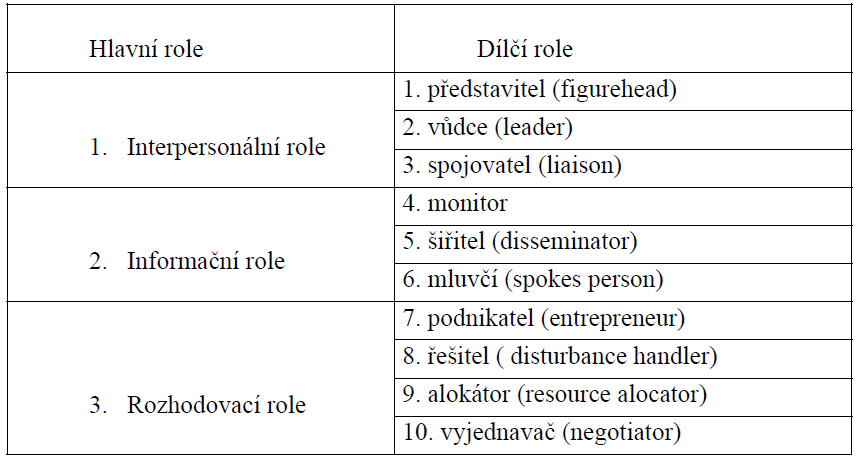 Hlavní role
Dílčí role
1. Interpersonální role
1. představitel (figurehead)
2. vůdce (leader)
3. spojovatel (liaison)
2. Informační role
4. monitor
5. šiřitel (disseminator)
6. mluvčí (spokes person)
3. Rozhodovací role
7. podnikatel (entrepreneur)
8. řešitel ( disturbance handler)
9. alokátor (resource alocator)
10. vyjednavač (negotiator)